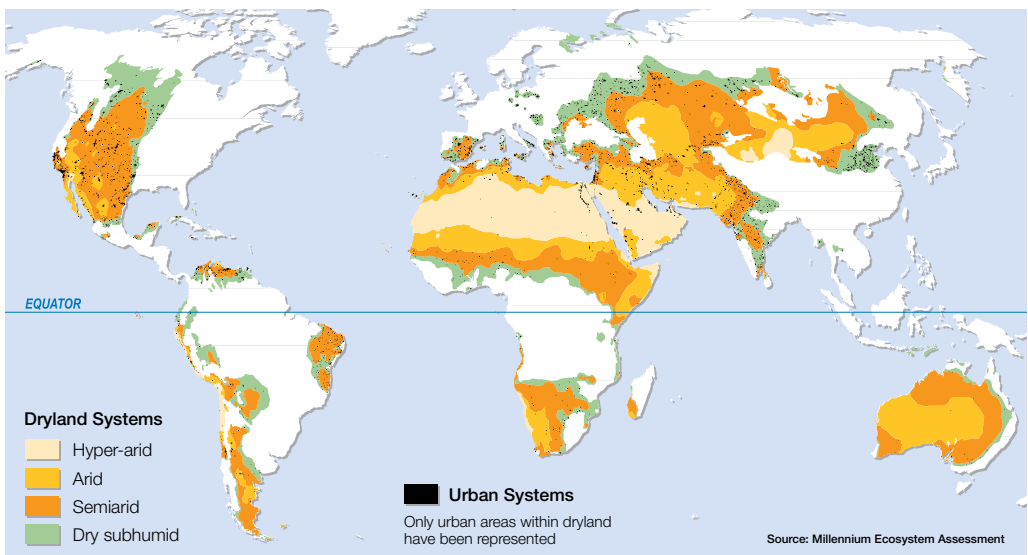 EQUATOR
Dryland Systems
Hyper-arid
Arid
Semiarid
Dry subhumid
Urban Systems
Only urban areas within dryland
have been represented
Source: Millennium Ecosystem Assessment